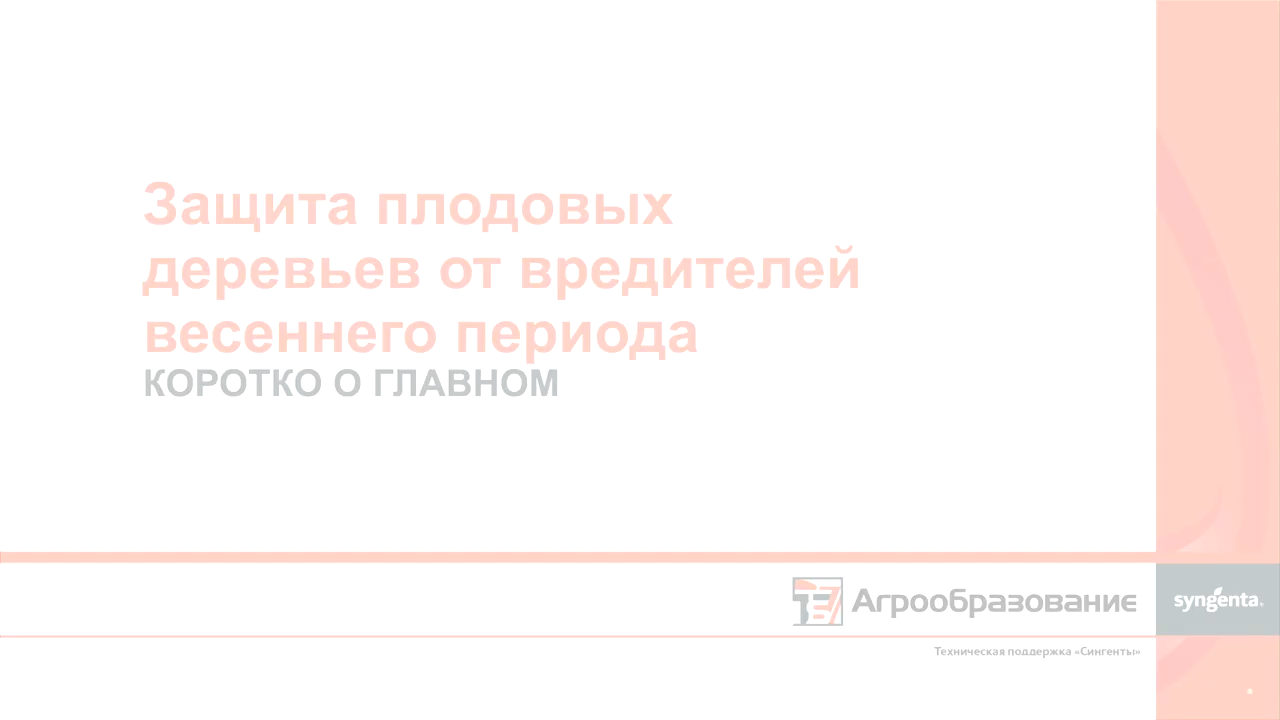 Защита плодовых
деревьев от вредителей
весеннего периода
КОРОТКО О ГЛАВНОМ
Агрообразование
syngenta®
Техническая поддержка «Сингенты»